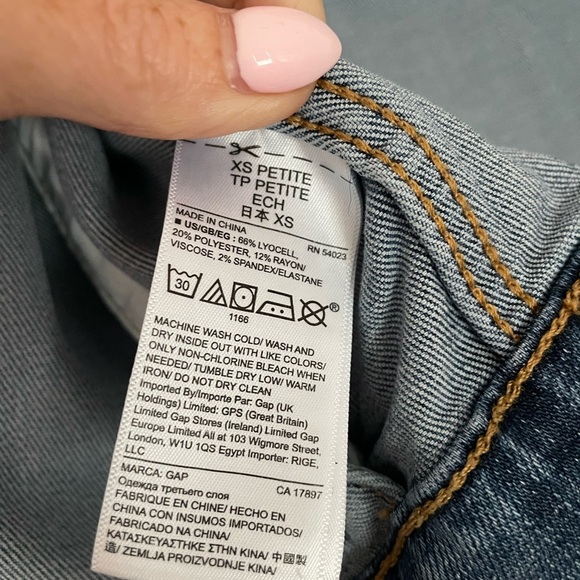 XS PETITE
TP PETITE
ECH
日本 XS
MADE IN CHINA RN 54023
■ US/GB/EG : 66% LYOCELL,
20% POLYESTER, 12% RAYON/
VISCOSE, 2% SPANDEX/ELASTANE
30
®
1166
MACHINE WASH COLD/ WASH AND
DRY INSIDE OUT WITH LIKE COLORS/
ONLY NON-CHLORINE BLEACH WHEN
NEEDED/ TUMBLE DRY LOW/ WARM
IRON/ DO NOT DRY CLEAN
Imported By/Importe Par: Gap (UK
Holdings) Limited: GPS (Great Britain)
Limited Gap Stores (Ireland) Limited Gap
Europe Limited All at 103 Wigmore Street,
London, W1U 1QS Egypt Importer: RIGE,
LLC
MARCA: GAP CA 17897
Одежда третьего слоя
FABRIQUE EN CHINE/ HECHO EN
CHINA CON INSUMOS IMPORTADOS/
FABRICADO EM CHINA/
ΚΑΤΑΣΚΕΥΑΣΤΗΚΕ ΣΤΗΝ ΚΙΝΑ/ 中國製
造/ ZEMLJA PROIZVODNJE KINA/